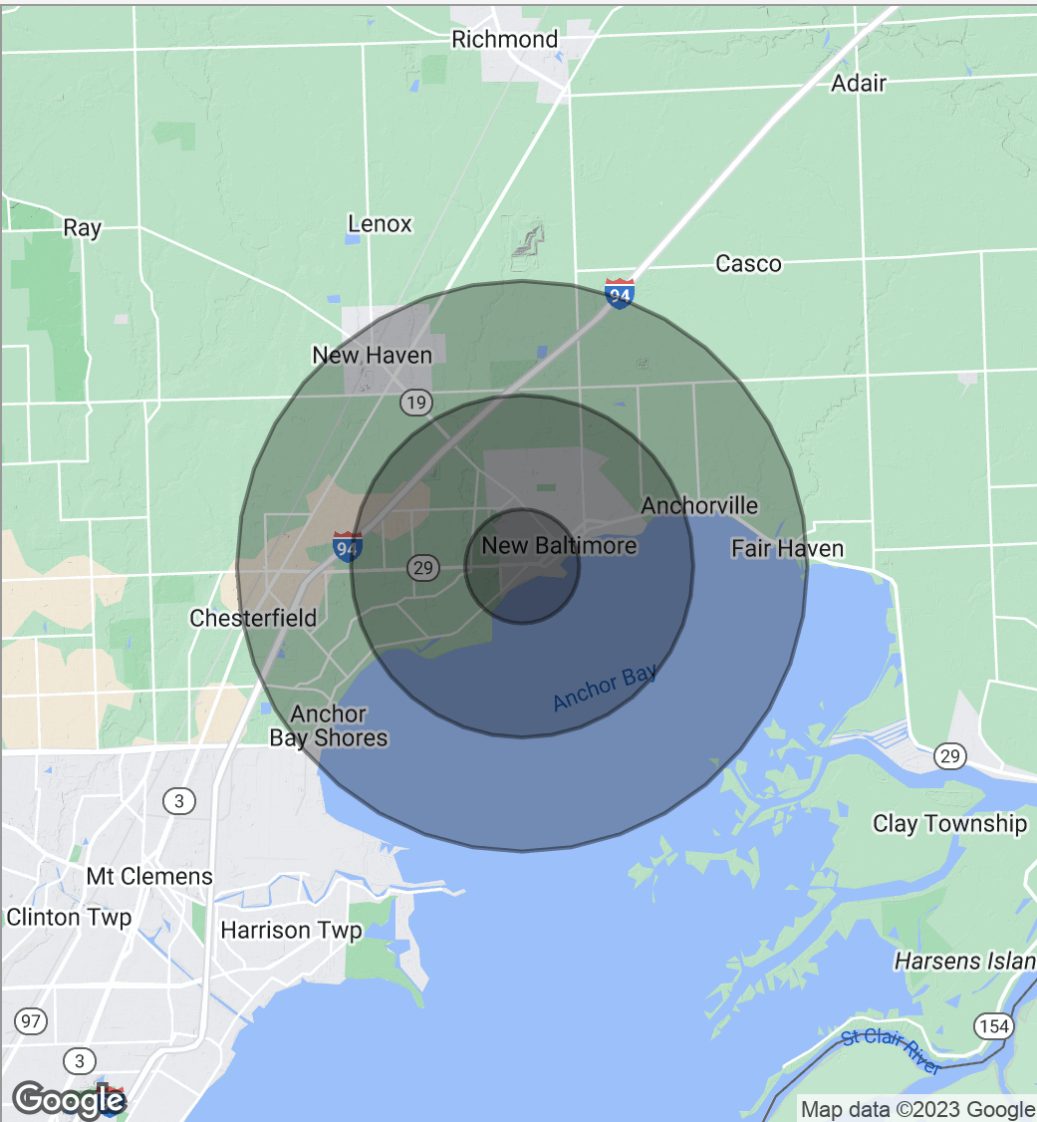 Richmond
Adair
Ray
Lenox
Casco
94
New Haven
19
Anchorville
New Baltimore
Fair Haven
94
29
Chesterfield
Anchor Bay
Anchor
Bay Shores
29
3
Clay Township
Mt Clemens
Clinton Twp
Harrison Twp
Harsens Islan
97
154
St Clair River
3
Google
Map data ©2023 Google